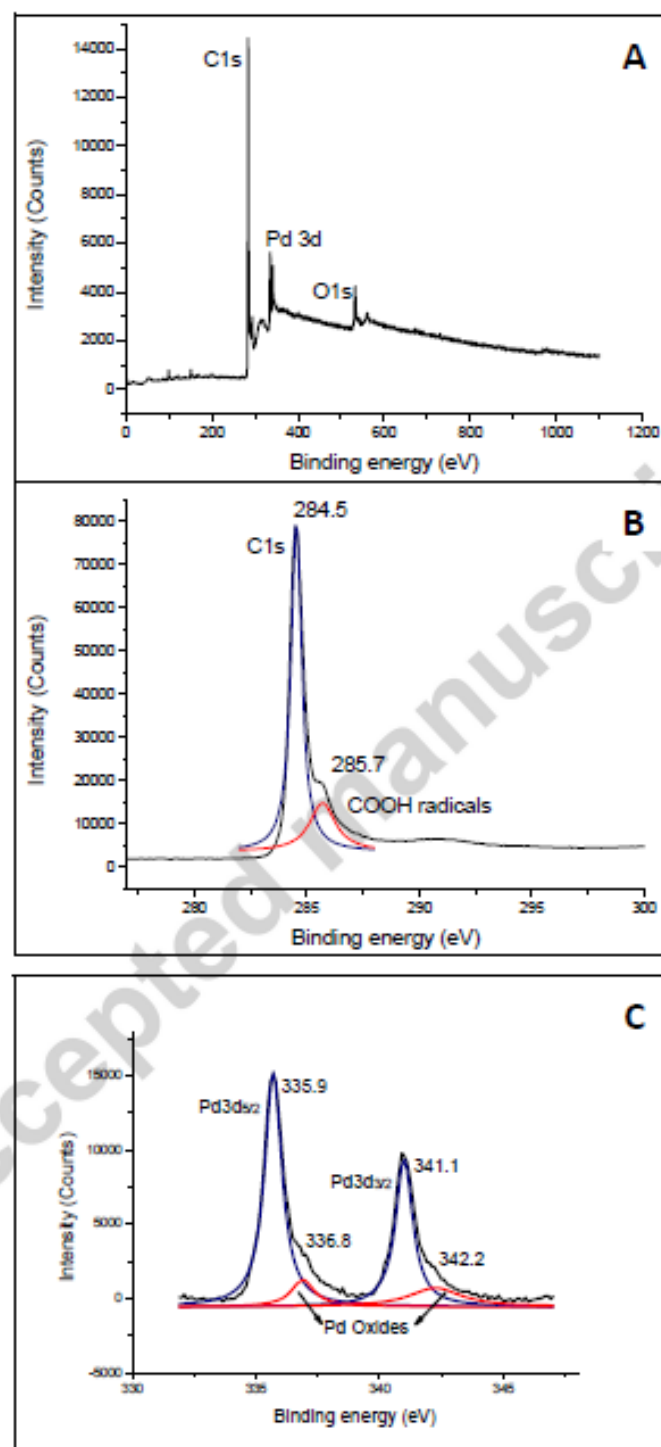 A
C1s
Pd 3d
O1s
14000
12000
10000
8000
6000
4000
2000
0
Intensity (Counts)
0 200 400 600 800 1000 1200
Binding energy (eV)
B
284.5
C1s
285.7
COOH radicals
80000
70000
60000
50000
40000
30000
20000
10000
0
Intensity (Counts)
280 285 290 295 300
Binding energy (eV)
C
335.9
Pd3d5/2
336.8
341.1
Pd3d3/2
342.2
Pd Oxides
15000
10000
5000
0
-5000
Intensity (Counts)
330 335 340 345
Binding energy (eV)
ccepted manusc